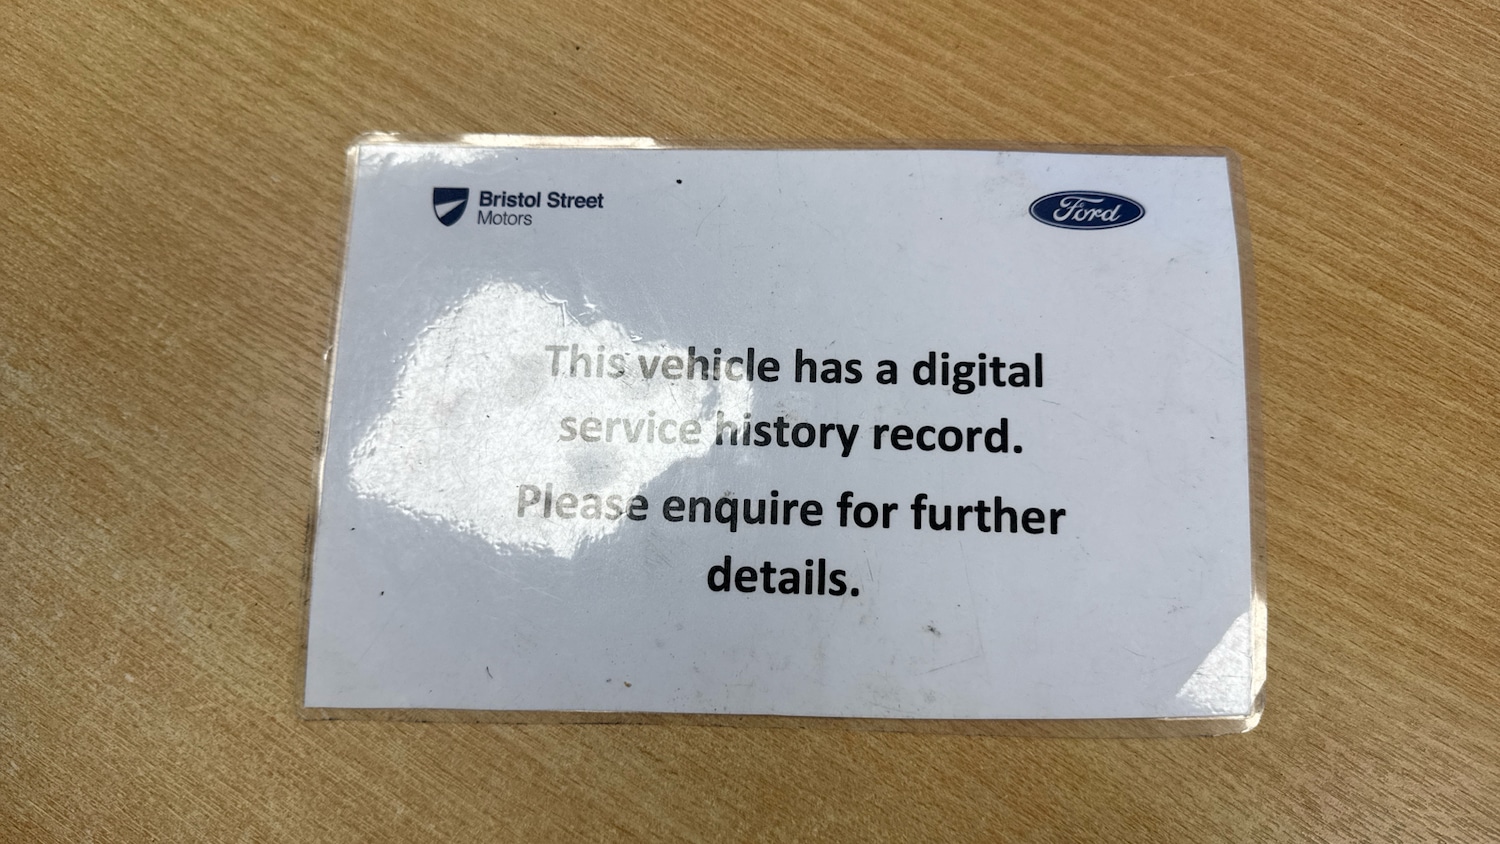 Bristol Street
Motors
Ford
This vehicle has a digital
service history record.
Please enquire for further
details.